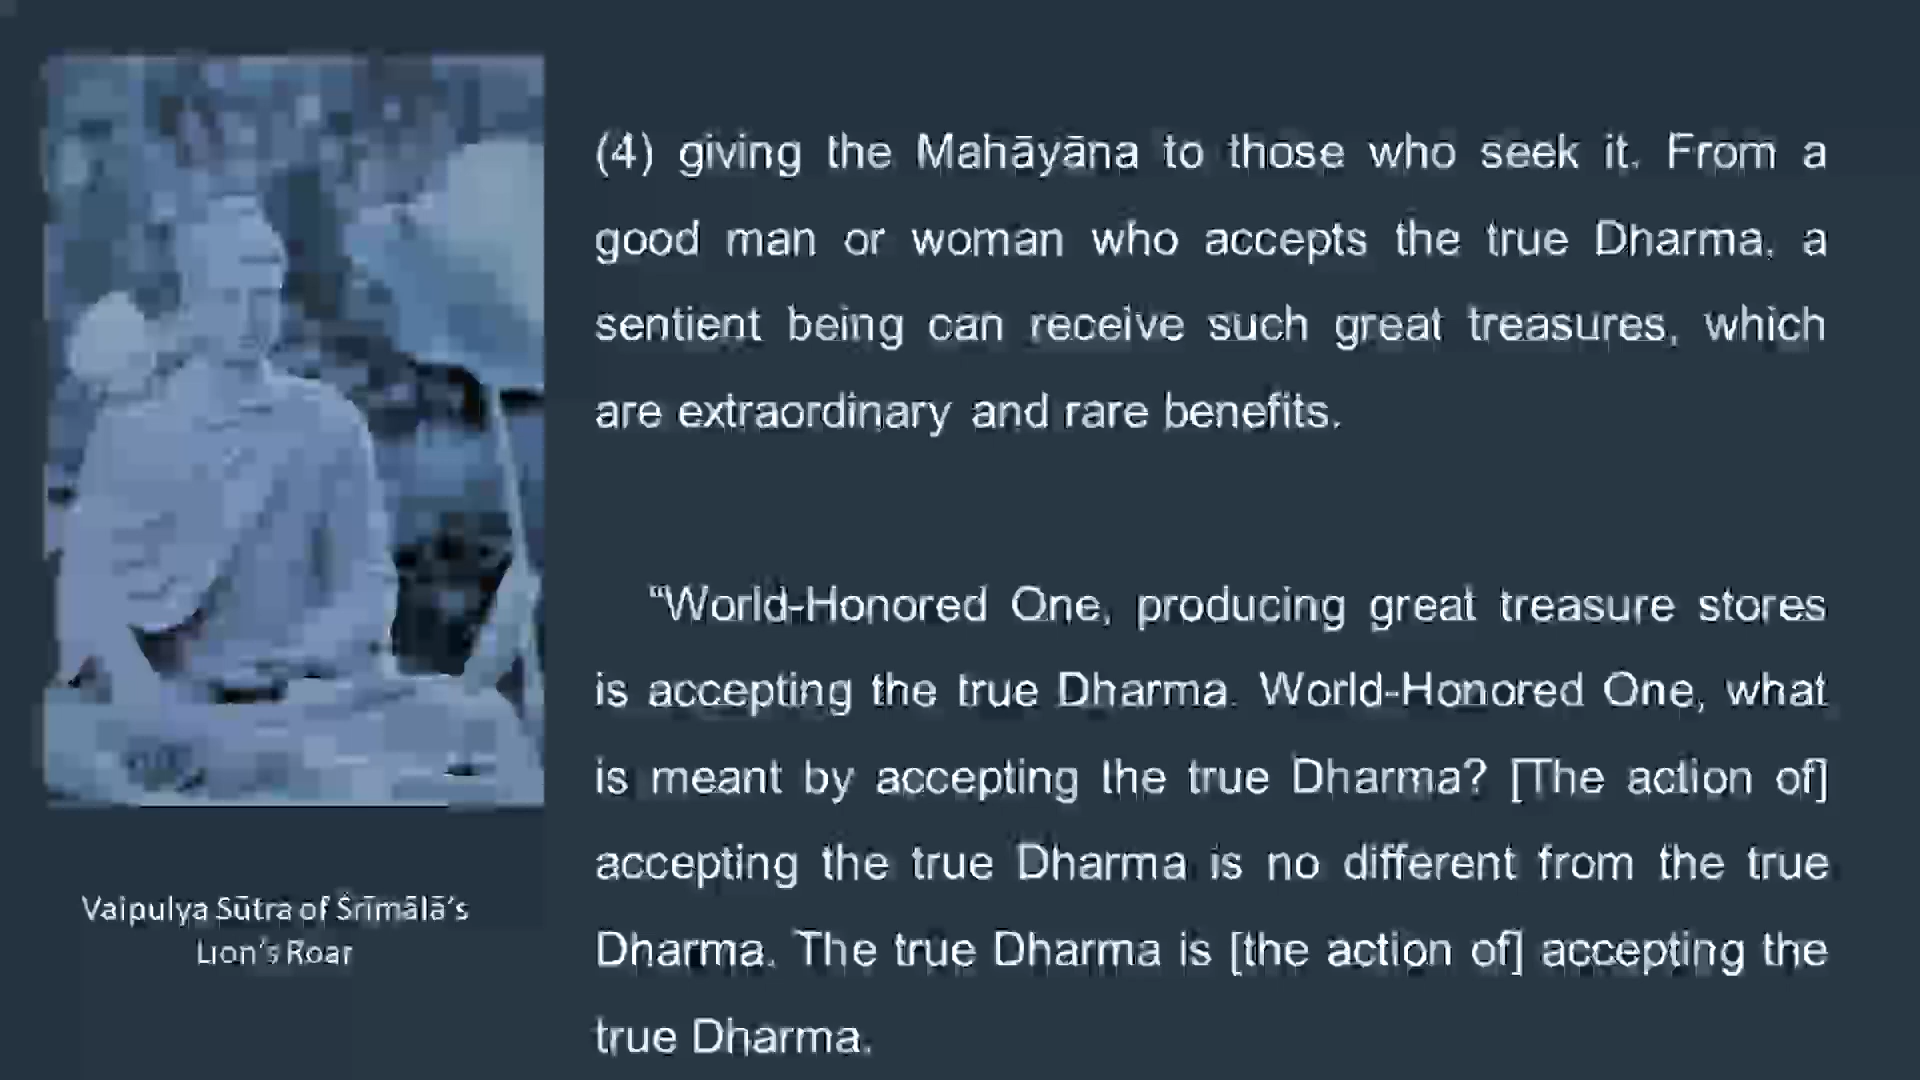 (4) giving the Mahāyāna to those who seek it. From a
good man or woman who accepts the true Dharma, a
sentient being can receive such great treasures, which
are extraordinary and rare benefits.
“World-Honored One, producing great treasure stores
is accepting the true Dharma. World-Honored One, what
is meant by accepting the true Dharma? [The action of]
accepting the true Dharma is no different from the true
Dharma. The true Dharma is [the action of] accepting the
true Dharma.
Vaipulya Sūtra of Śrīmālā’s
Lion’s Roar